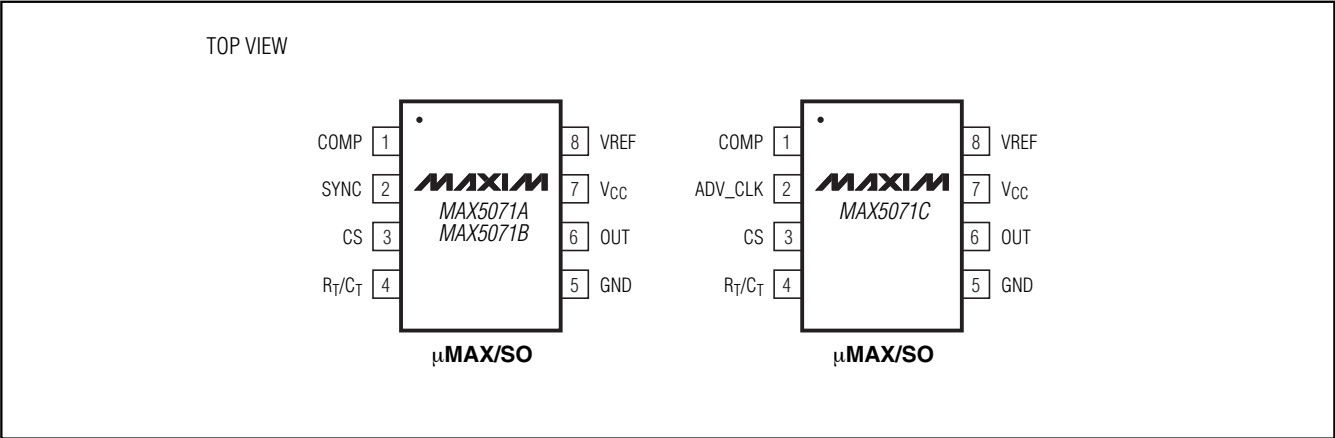 TOP VIEW
COMP 1
SYNC 2
CS 3
RT/CT 4
MAXIM
MAX5071A
MAX5071B
8 VREF
7 VCC
6 OUT
5 GND
μMAX/SO
COMP 1
ADV_CLK 2
CS 3
RT/CT 4
MAXIM
MAX5071C
8 VREF
7 VCC
6 OUT
5 GND
μMAX/SO